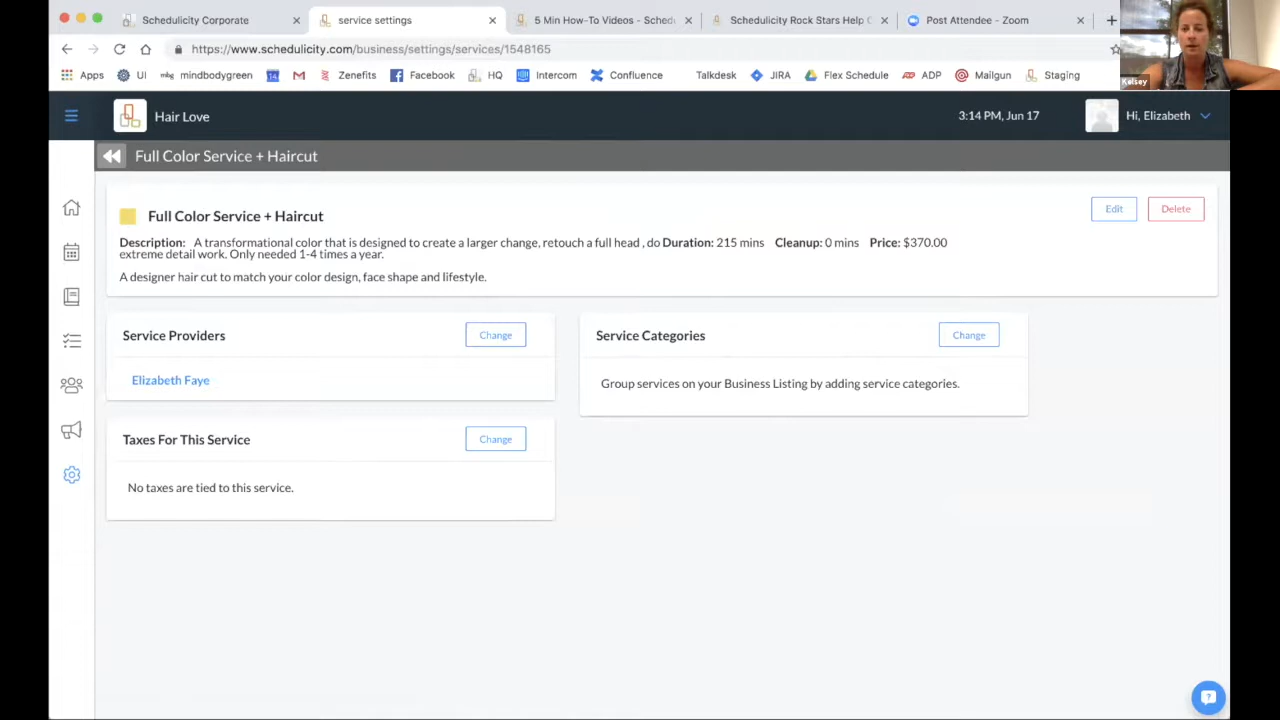 Schedulicity Corporate
service settings
5 Min How-To Videos - Schedu
Schedulicity Rock Stars Help C
Post Attendee - Zoom
https://www.schedulicity.com/business/settings/services/1548165
Apps
UI
mbg mindbodygreen
14
Zenefits
Facebook
HQ
Intercom
Confluence
Talkdesk
JIRA
Flex Schedule
ADP
Mailgun
Staging
Kelsey
Hair Love
3:14 PM, Jun 17
Hi, Elizabeth
Full Color Service + Haircut
Full Color Service + Haircut
Edit
Delete
Description: A transformational color that is designed to create a larger change, retouch a full head , do Duration: 215 mins Cleanup: 0 mins Price: $370.00
extreme detail work. Only needed 1-4 times a year.
A designer hair cut to match your color design, face shape and lifestyle.
Service Providers
Change
Elizabeth Faye
Service Categories
Change
Group services on your Business Listing by adding service categories.
Taxes For This Service
Change
No taxes are tied to this service.